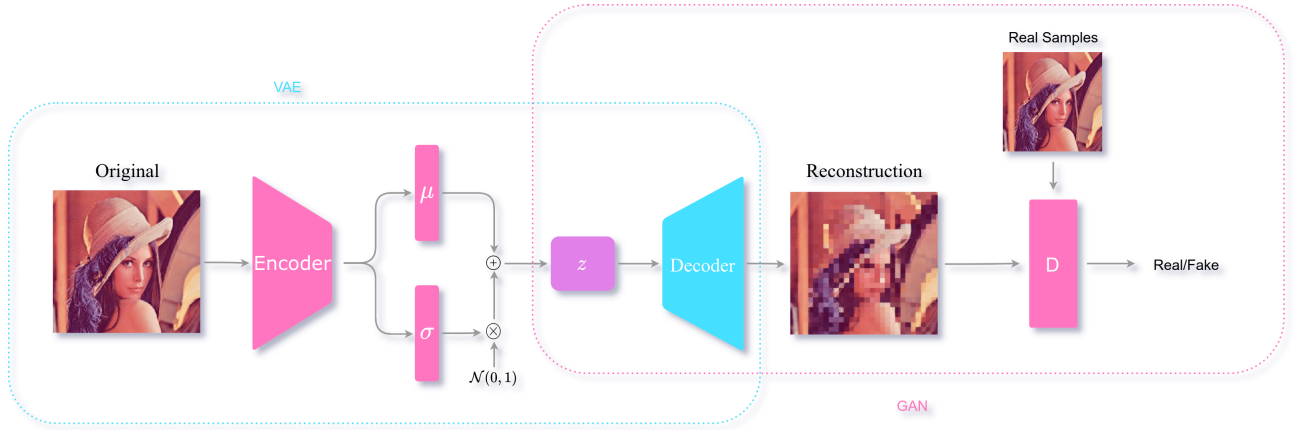 Real Samples
VAE
Original
Reconstruction
μ
Encoder
z
Decoder
D
Real/Fake
+
σ
×
𝒩(0, 1)
GAN